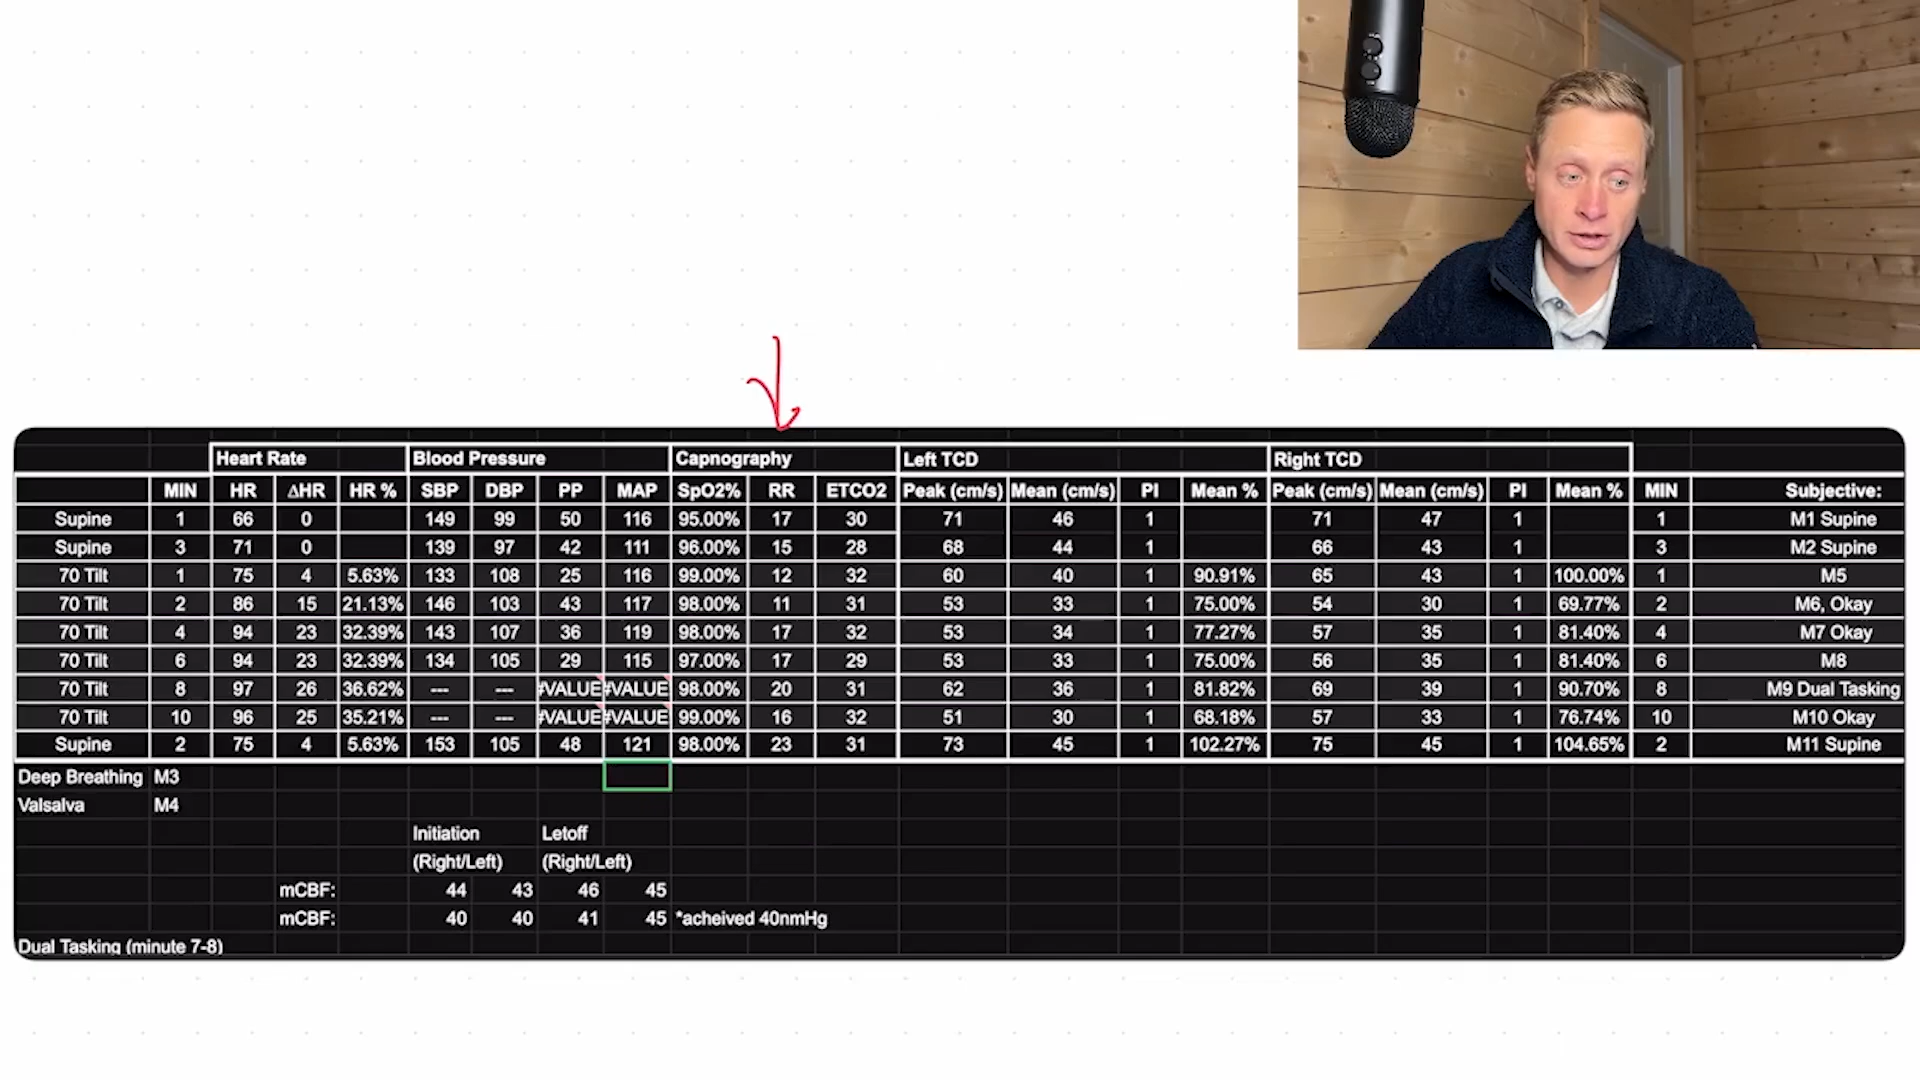 Heart Rate Blood Pressure Capnography Left TCD Right TCD
MIN HR ΔHR HR % SBP DBP PP MAP SpO2% RR ETCO2 Peak (cm/s) Mean (cm/s) PI Mean % Peak (cm/s) Mean (cm/s) PI Mean % MIN Subjective:
Supine 1 66 0 149 99 50 116 95.00% 17 30 71 46 1 71 47 1 1 M1 Supine
Supine 3 71 0 139 97 42 111 96.00% 15 28 68 44 1 66 43 1 3 M2 Supine
70 Tilt 1 75 4 5.63% 133 108 25 116 99.00% 12 32 60 40 1 90.91% 65 43 1 100.00% 1 M5
70 Tilt 2 86 15 21.13% 146 103 43 117 98.00% 11 31 53 33 1 75.00% 54 30 1 69.77% 2 M6, Okay
70 Tilt 4 94 23 32.39% 143 107 36 119 98.00% 17 32 53 34 1 77.27% 57 35 1 81.40% 4 M7 Okay
70 Tilt 6 94 23 32.39% 134 105 29 115 97.00% 17 29 53 33 1 75.00% 56 35 1 81.40% 6 M8
70 Tilt 8 97 26 36.62% --- --- #VALUE #VALUE 98.00% 20 31 62 36 1 81.82% 69 39 1 90.70% 8 M9 Dual Tasking
70 Tilt 10 96 25 35.21% --- --- #VALUE #VALUE 99.00% 16 32 51 30 1 68.18% 57 33 1 76.74% 10 M10 Okay
Supine 2 75 4 5.63% 153 105 48 121 98.00% 23 31 73 45 1 102.27% 75 45 1 104.65% 2 M11 Supine
Deep Breathing M3
Valsalva M4
Initiation Letoff
(Right/Left) (Right/Left)
mCBF: 44 43 46 45
mCBF: 40 40 41 45 *acheived 40nmHg
Dual Tasking (minute 7-8)